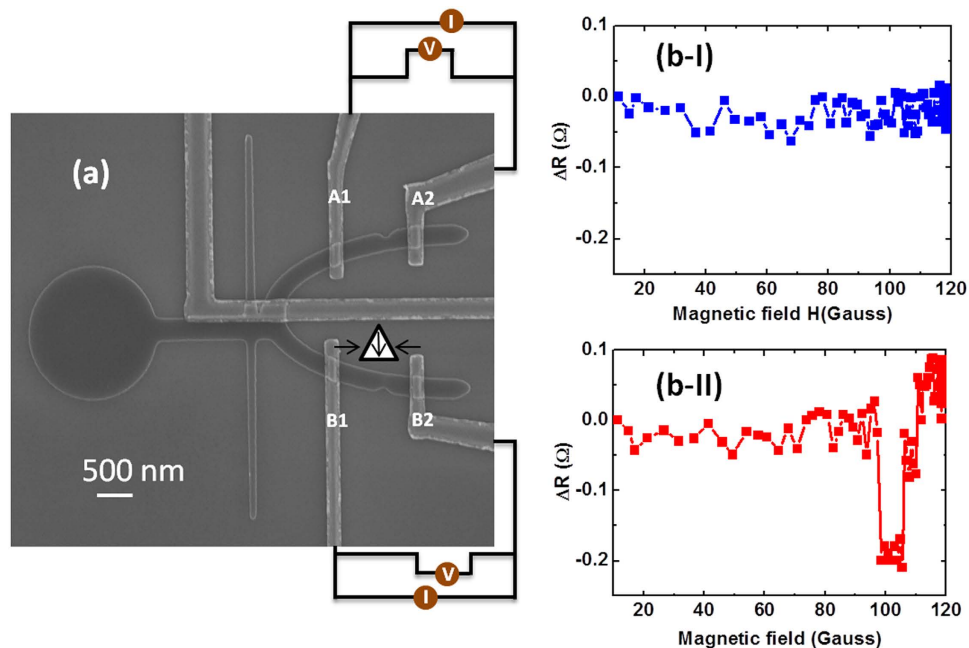 I
V
(a)
A1
A2
B1
B2
500 nm
V
I
(b-I)
0.1
0.0
-0.1
-0.2
ΔR (Ω)
20 40 60 80 100 120
Magnetic field H(Gauss)
(b-II)
0.1
0.0
-0.1
-0.2
ΔR (Ω)
20 40 60 80 100 120
Magnetic field (Gauss)